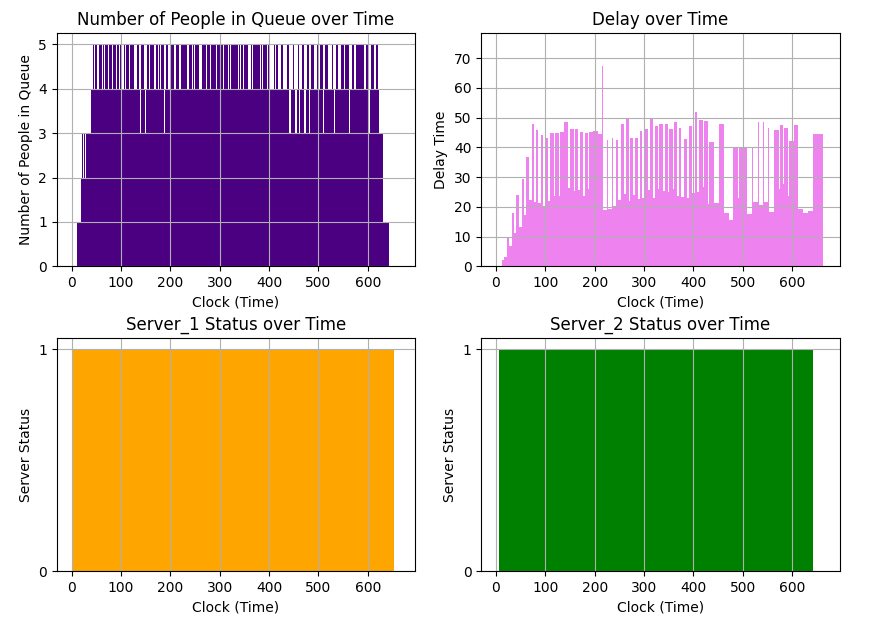 Number of People in Queue over Time
Number of People in Queue
5
4
3
2
1
0
0 100 200 300 400 500 600
Clock (Time)
Delay over Time
Delay Time
70
60
50
40
30
20
10
0
0 100 200 300 400 500 600
Clock (Time)
Server_1 Status over Time
Server Status
1
0
0 100 200 300 400 500 600
Clock (Time)
Server_2 Status over Time
Server Status
1
0
0 100 200 300 400 500 600
Clock (Time)